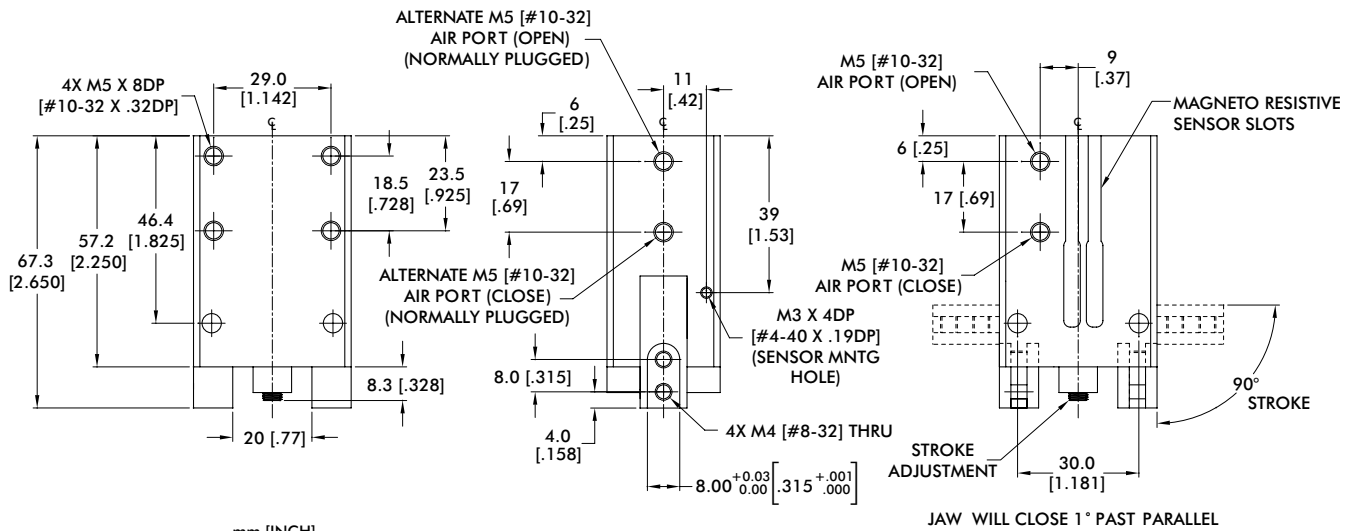 ALTERNATE M5 [#10-32]
AIR PORT (OPEN)
(NORMALLY PLUGGED)
4X M5 X 8DP
[#10-32 X .32DP]
29.0
[1.142]
℄
67.3
[2.650]
57.2
[2.250]
46.4
[1.825]
18.5
[.728]
23.5
[.925]
8.3 [.328]
20 [.77]
6
[.25]
11
[.42]
℄
17
[.69]
39
[1.53]
ALTERNATE M5 [#10-32]
AIR PORT (CLOSE)
(NORMALLY PLUGGED)
M3 X 4DP
[#4-40 X .19DP]
(SENSOR MNTG
HOLE)
8.0 [.315]
4.0
[.158]
4X M4 [#8-32] THRU
8.00 +0.03 0.00 [.315 +.001 .000]
M5 [#10-32]
AIR PORT (OPEN)
9
[.37]
℄
MAGNETO RESISTIVE
SENSOR SLOTS
6 [.25]
17 [.69]
M5 [#10-32]
AIR PORT (CLOSE)
90°
STROKE
STROKE
ADJUSTMENT
30.0
[1.181]
JAW WILL CLOSE 1° PAST PARALLEL
mm [INCH]